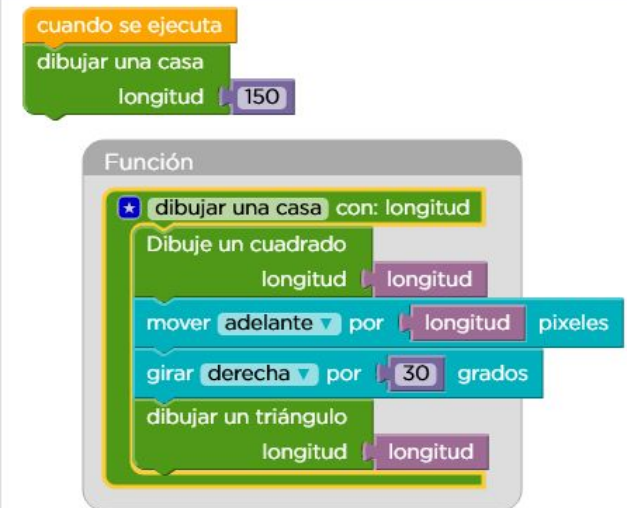 cuando se ejecuta
dibujar una casa
longitud 150
Función
dibujar una casa con: longitud
Dibuje un cuadrado
longitud longitud
mover adelante por longitud pixeles
girar derecha por 30 grados
dibujar un triángulo
longitud longitud